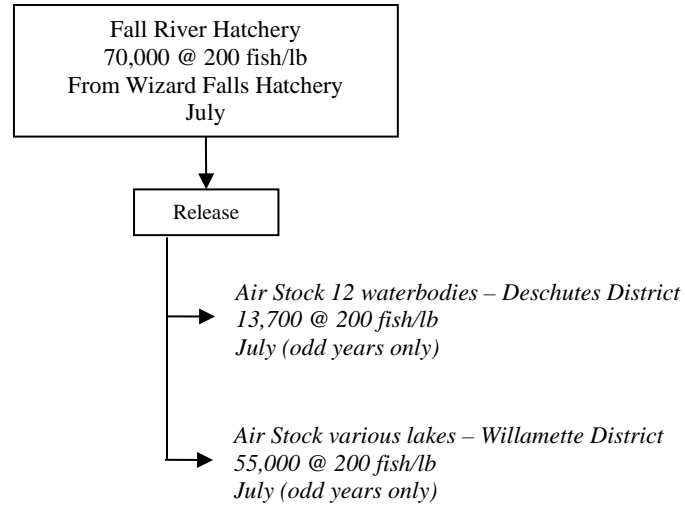 Fall River Hatchery
70,000 @ 200 fish/lb
From Wizard Falls Hatchery
July
Release
Air Stock 12 waterbodies – Deschutes District
13,700 @ 200 fish/lb
July (odd years only)
Air Stock various lakes – Willamette District
55,000 @ 200 fish/lb
July (odd years only)